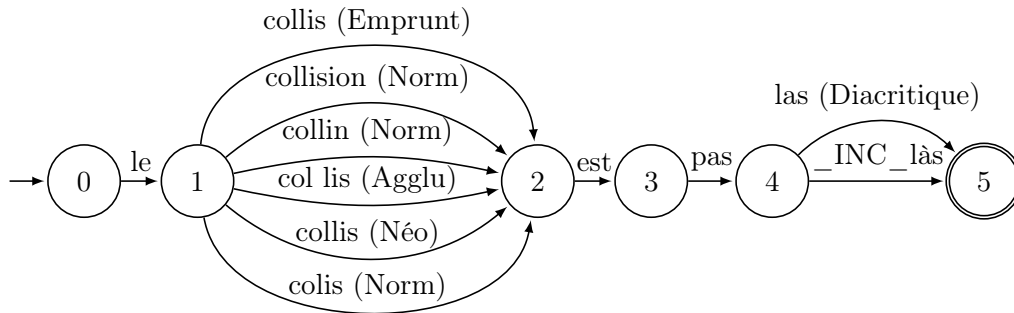 collis (Emprunt)
collision (Norm)
las (Diacritique)
collin (Norm)
le
col lis (Agglu)
est
pas
_INC_làs
0
1
2
3
4
5
collis (Néo)
colis (Norm)